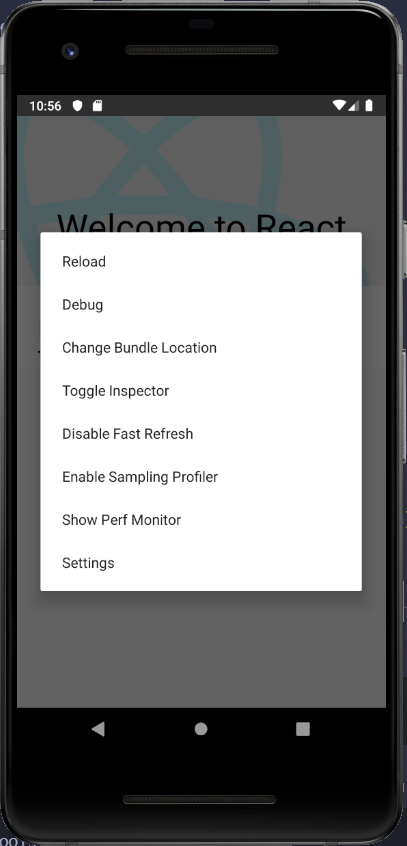 10:56
Welcome to React
Reload
Debug
Change Bundle Location
Toggle Inspector
Disable Fast Refresh
Enable Sampling Profiler
Show Perf Monitor
Settings